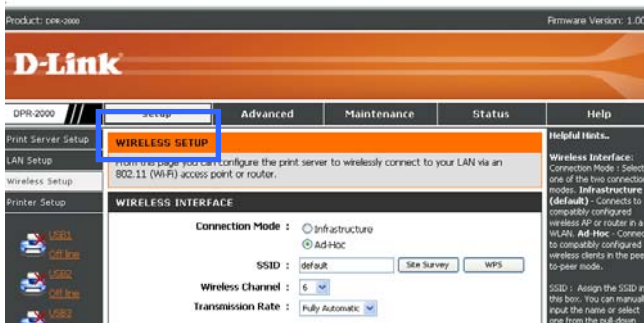 Product: DPR-2000 Firmware Version: 1.00
D-Link
DPR-2000 Setup Advanced Maintenance Status Help
Print Server Setup
LAN Setup
Wireless Setup
Printer Setup
USB1
Off line
USB2
Off line
USB3
WIRELESS SETUP
From this page you can configure the print server to wirelessly connect to your LAN via an
802.11 (Wi-Fi) access point or router.
WIRELESS INTERFACE
Connection Mode : Infrastructure
Ad-Hoc
SSID : default Site Survey WPS
Wireless Channel : 6
Transmission Rate : Fully Automatic
Helpful Hints..
Wireless Interface:
Connection Mode : Select
one of the two connection
modes. Infrastructure
(default) - Connects to
compatibly configured
wireless AP or router in a
WLAN. Ad-Hoc - Connec
to compatibly configured
wireless clients in the peer
to-peer mode.
SSID : Assign the SSID in
this box. You can manual
input the name or select
one from the pull-down